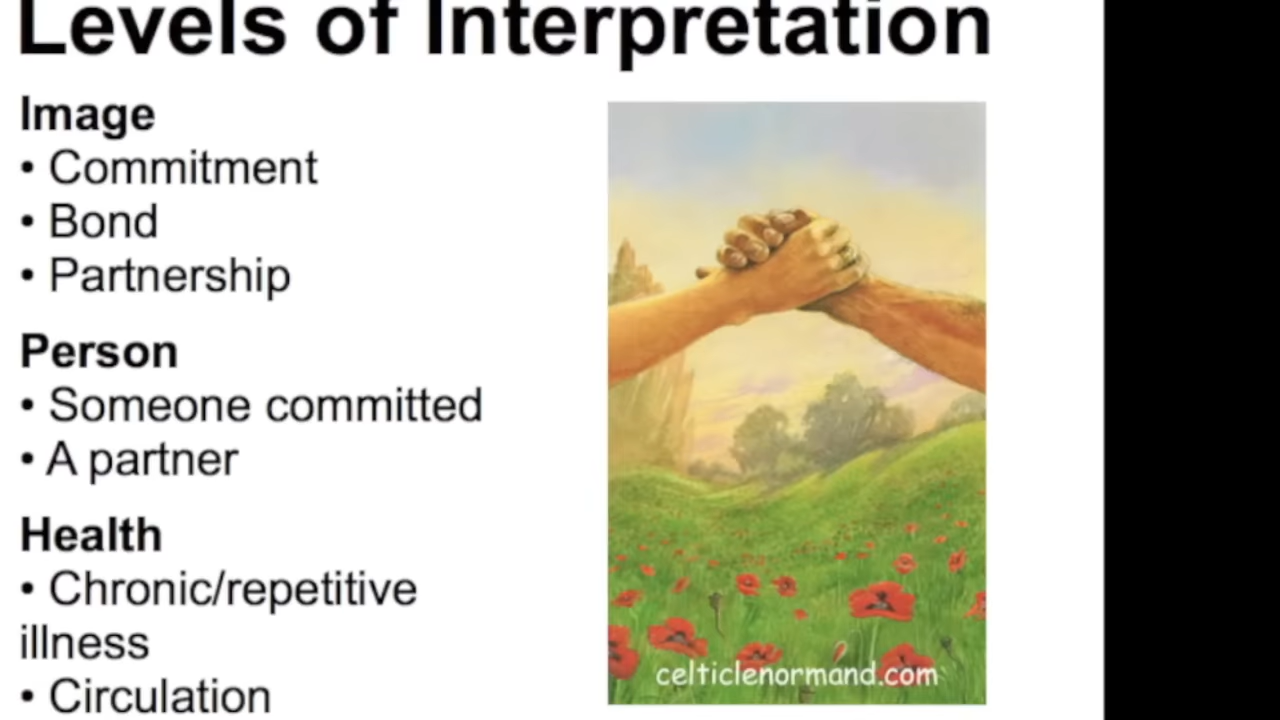 Levels of Interpretation
Image
• Commitment
• Bond
• Partnership
Person
• Someone committed
• A partner
Health
• Chronic/repetitive
illness
• Circulation
celticlenormand.com